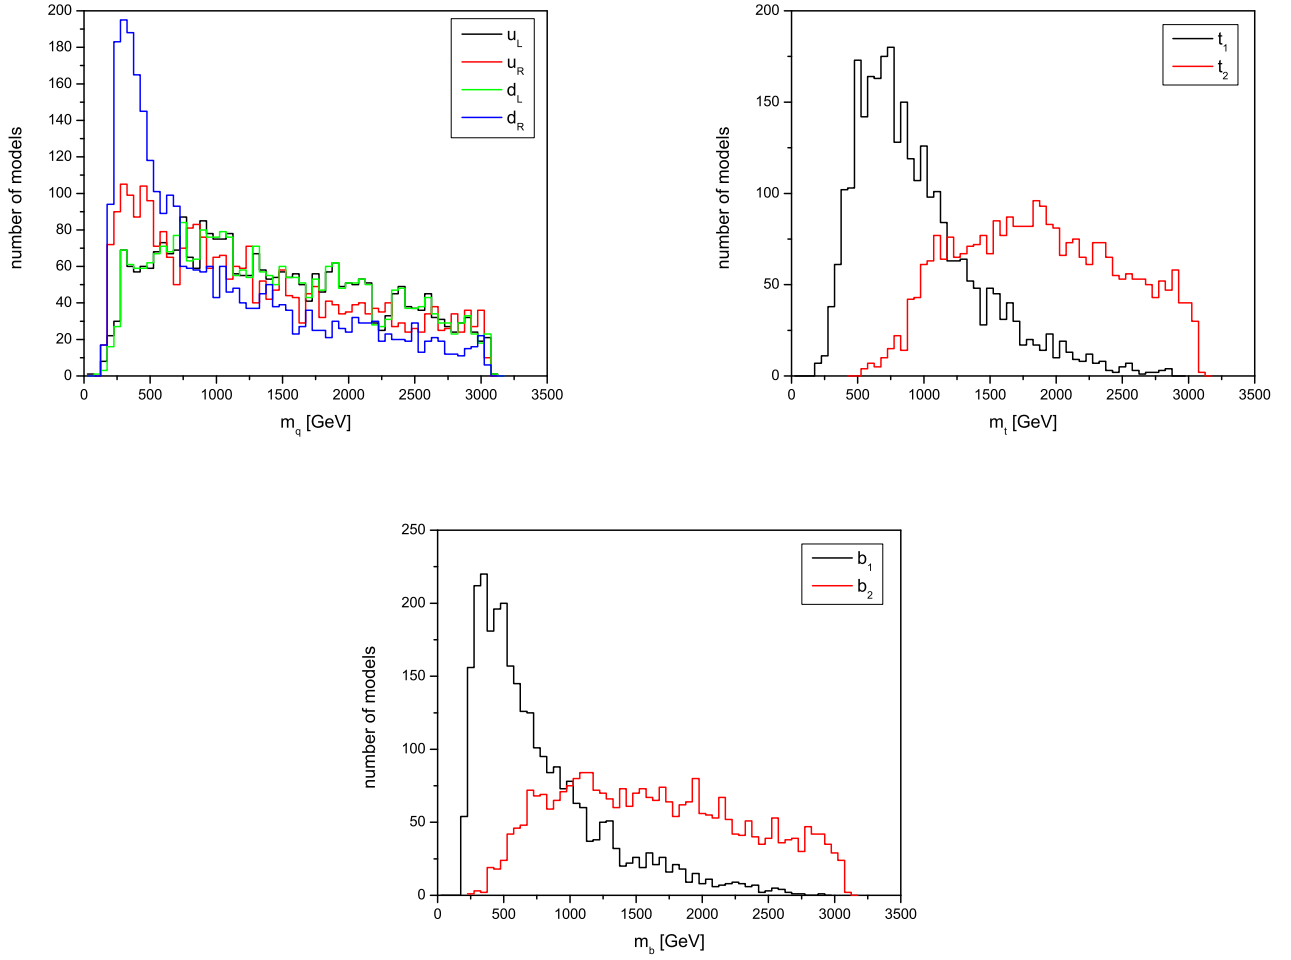 200
180
160
140
120
100
80
60
40
20
0
number of models
0 500 1000 1500 2000 2500 3000 3500
m_q [GeV]
u_L
u_R
d_L
d_R
200
150
100
50
0
number of models
0 500 1000 1500 2000 2500 3000 3500
m_t [GeV]
t_1
t_2
250
200
150
100
50
0
number of models
0 500 1000 1500 2000 2500 3000 3500
m_b [GeV]
b_1
b_2